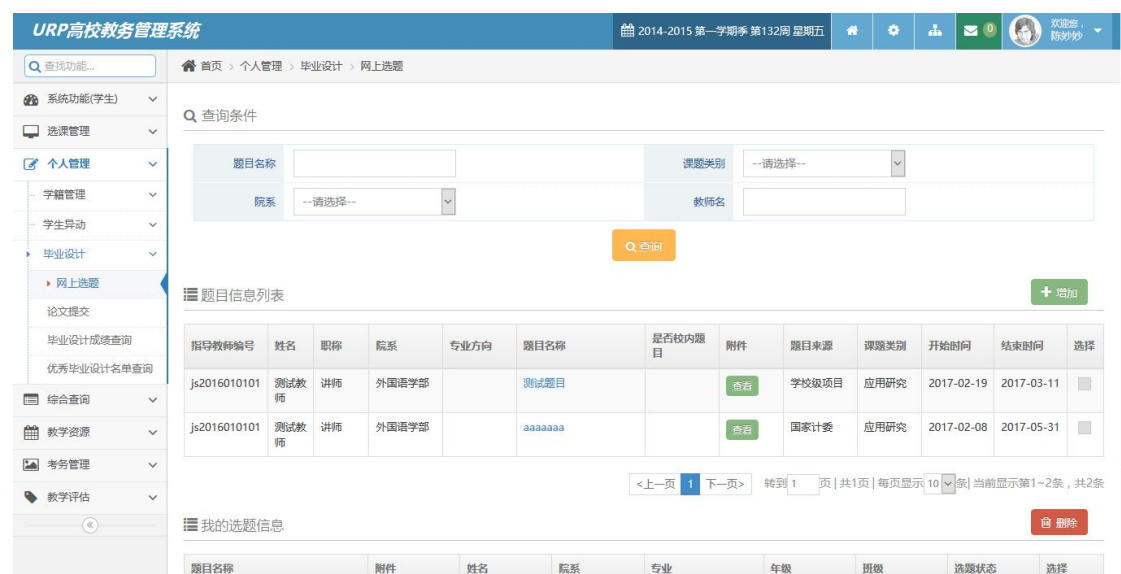 URP高校教务管理系统
2014-2015 第一学期季 第132周 星期五
0
欢迎您，
陈妙妙
查找功能...
首页 > 个人管理 > 毕业设计 > 网上选题
系统功能(学生)
选课管理
个人管理
学籍管理
学生异动
毕业设计
网上选题
论文提交
毕业设计成绩查询
优秀毕业设计名单查询
综合查询
教学资源
考务管理
教学评估
查询条件
题目名称 课题类别 --请选择--
院系 --请选择-- 教师名
查询
题目信息列表 增加
指导教师编号 姓名 职称 院系 专业方向 题目名称 是否校内题目 附件 题目来源 课题类别 开始时间 结束时间 选择
js2016010101 测试教师 讲师 外国语学部 测试题目 查看 学校级项目 应用研究 2017-02-19 2017-03-11
js2016010101 测试教师 讲师 外国语学部 aaaaaaa 查看 国家计委 应用研究 2017-02-08 2017-05-31
<上一页 1 下一页> 转到 1 页| 共1页| 每页显示 10 条| 当前显示第1~2条，共2条
我的选题信息 删除
题目名称 附件 姓名 院系 专业 年级 班级 选题状态 选择